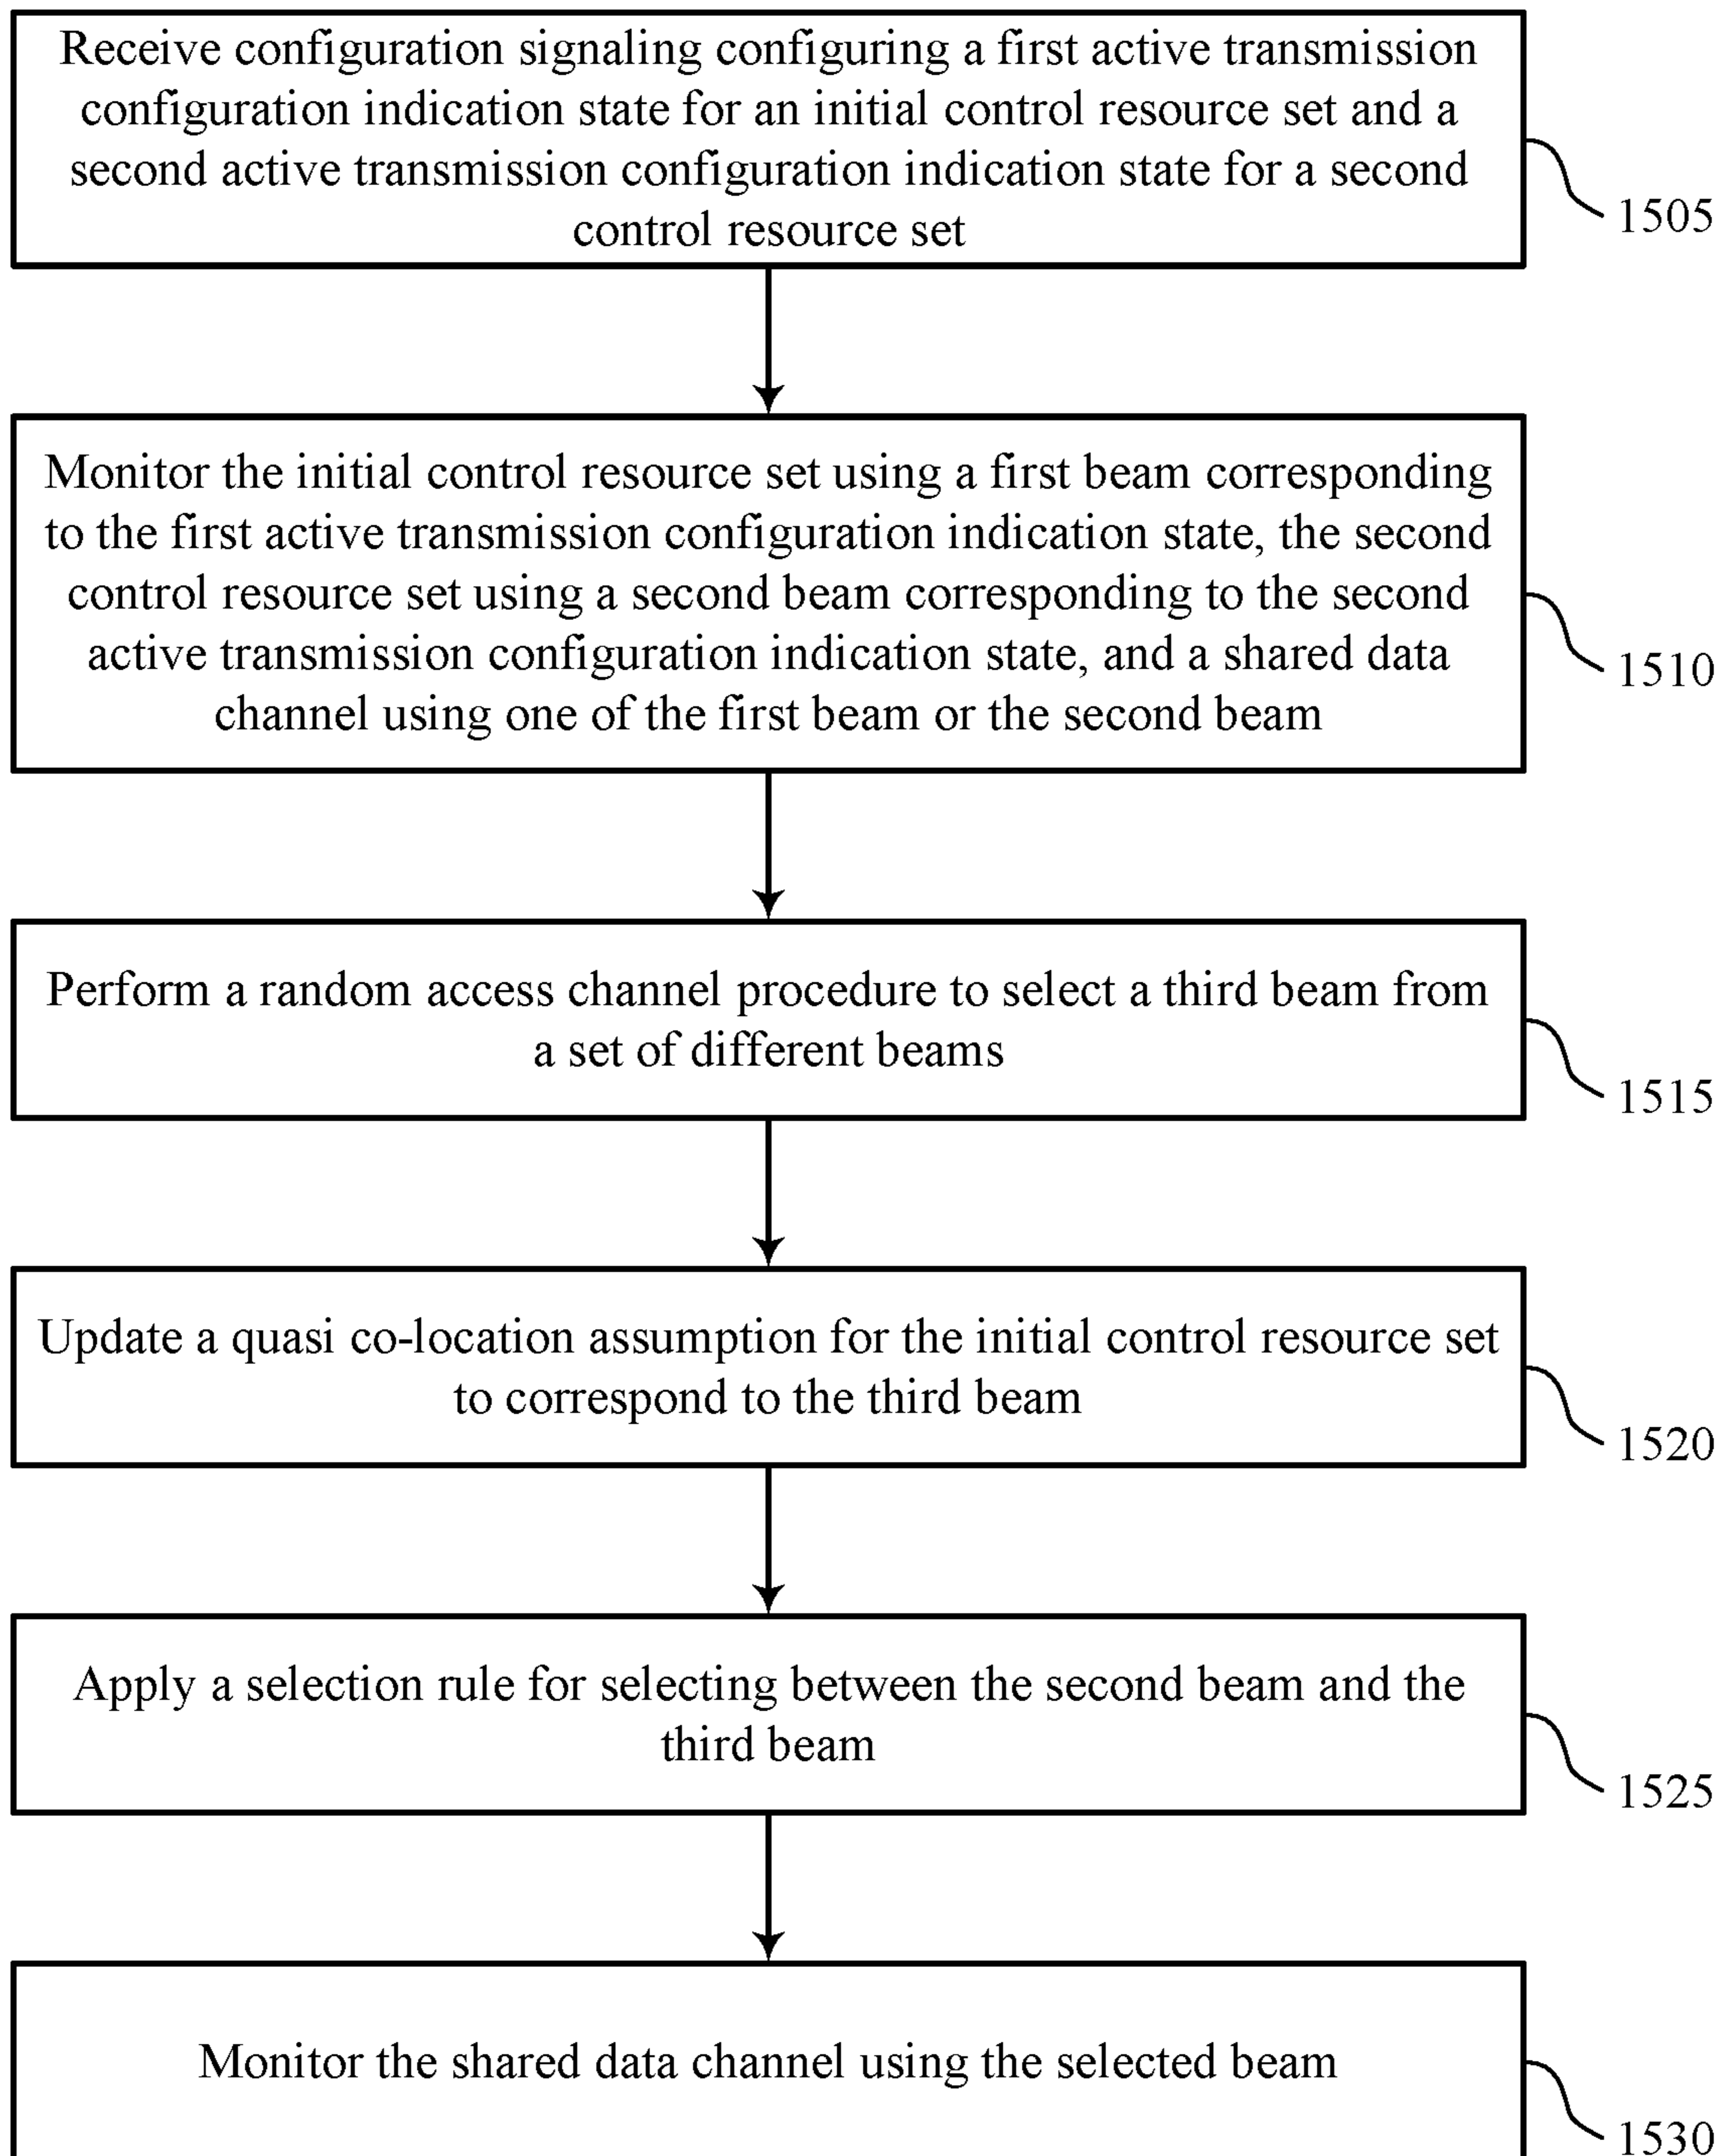 Receive configuration signaling configuring a first active transmission
configuration indication state for an initial control resource set and a
second active transmission configuration indication state for a second
control resource set
1505
Monitor the initial control resource set using a first beam corresponding
to the first active transmission configuration indication state, the second
control resource set using a second beam corresponding to the second
active transmission configuration indication state, and a shared data
channel using one of the first beam or the second beam
1510
Perform a random access channel procedure to select a third beam from
a set of different beams
1515
Update a quasi co-location assumption for the initial control resource set
to correspond to the third beam
1520
Apply a selection rule for selecting between the second beam and the
third beam
1525
Monitor the shared data channel using the selected beam
1530